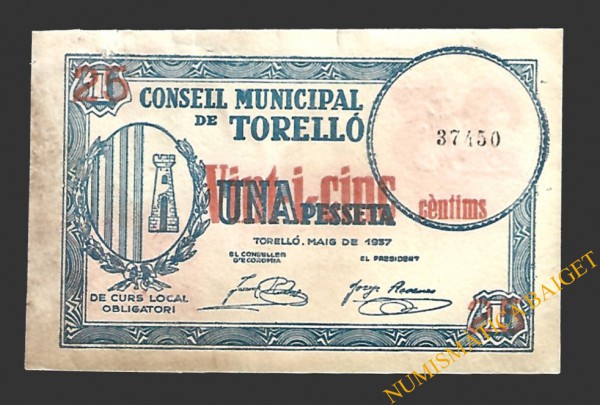 25
CONSELL MUNICIPAL
DE TORELLÓ
37450
Vint-i-cinc cèntims
UNA PESSETA
TORELLÓ, MAIG DE 1937
EL CONSELLER
D'ECONOMIA
EL PRESIDENT
DE CURS LOCAL
OBLIGATORI
25
NUMISMATICA BAIGET